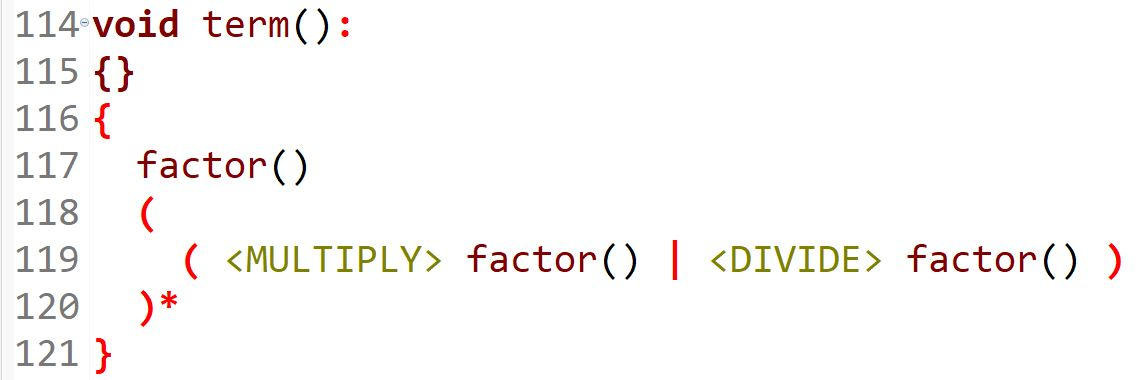 114 void term():
115 {}
116 {
117   factor()
118   (
119     ( <MULTIPLY> factor() | <DIVIDE> factor() )
120   )*
121 }